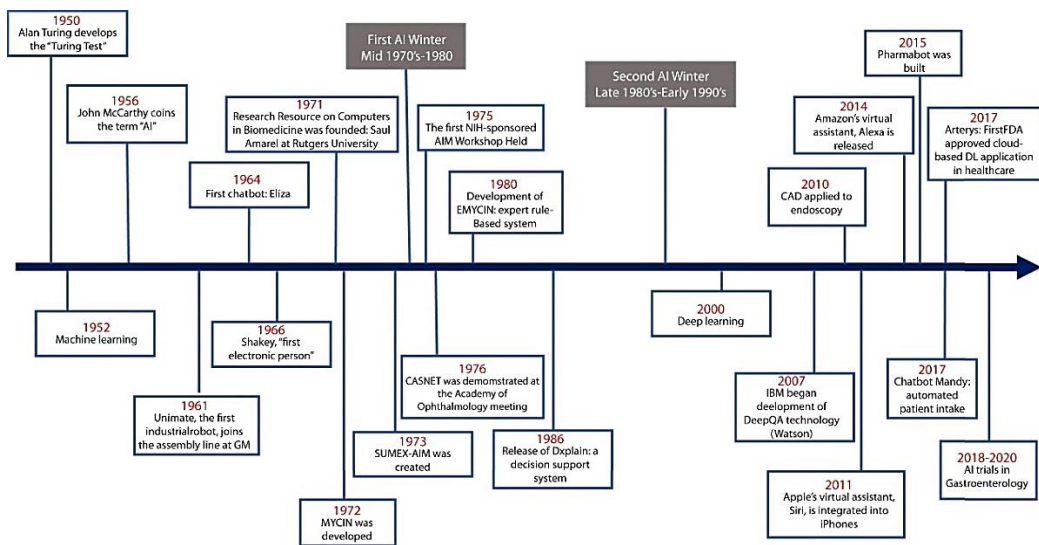 1950
Alan Turing develops
the “Turing Test”
1956
John McCarthy coins
the term “AI”
1964
First chatbot: Eliza
1971
Research Resource on Computers
in Biomedicine was founded: Saul
Amarel at Rutgers University
First AI Winter
Mid 1970’s-1980
1975
The first NIH-sponsored
AIM Workshop Held
1980
Development of
EMYCIN: expert rule-
Based system
Second AI Winter
Late 1980’s-Early 1990’s
2010
CAD applied to
endoscopy
2014
Amazon’s virtual
assistant, Alexa is
released
2015
Pharmabot was
built
2017
Arterys: FirstFDA
approved cloud-
based DL application
in healthcare
1952
Machine learning
1961
Unimate, the first
industrialrobot, joins
the assembly line at GM
1966
Shakey, “first
electronic person”
1972
MYCIN was
developed
1973
SUMEX-AIM was
created
1976
CASNET was demomstrated at
the Academy of
Ophthalmology meeting
1986
Release of Dxplain: a
decision support
system
2000
Deep learning
2007
IBM began deelopment of
DeepQA technology
(Watson)
2011
Apple’s virtual assistant,
Siri, is integrated into
iPhones
2017
Chatbot Mandy:
automated
patient intake
2018-2020
AI trials in
Gastroenterology